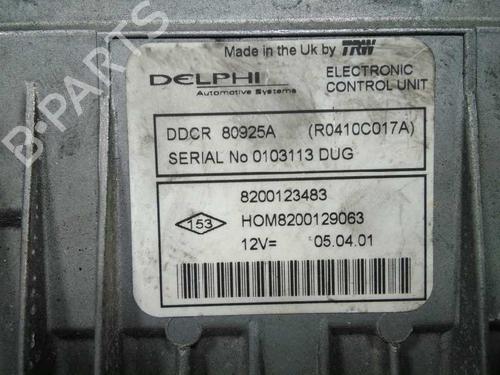 Made in the Uk by TRW
DELPHI
Automotive Systems
ELECTRONIC
CONTROL UNIT
DDCR 80925A (R0410C017A)
SERIAL No 0103113 DUG
8200123483
153
HOM8200129063
12V= 05.04.01
B-PARTS